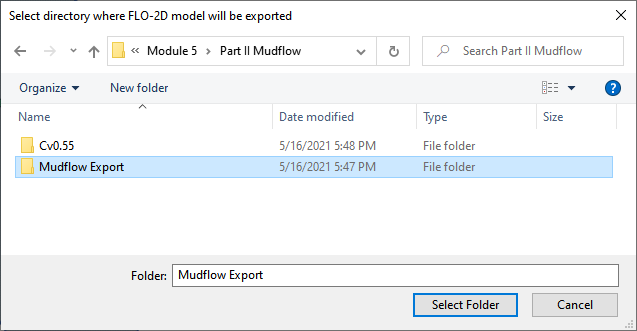 Select directory where FLO-2D model will be exported
« Module 5 > Part II Mudflow
Search Part II Mudflow
Organize New folder ?
Name Date modified Type Size
Cv0.55 5/16/2021 5:48 PM File folder
Mudflow Export 5/16/2021 5:47 PM File folder
Folder: Mudflow Export
Select Folder Cancel